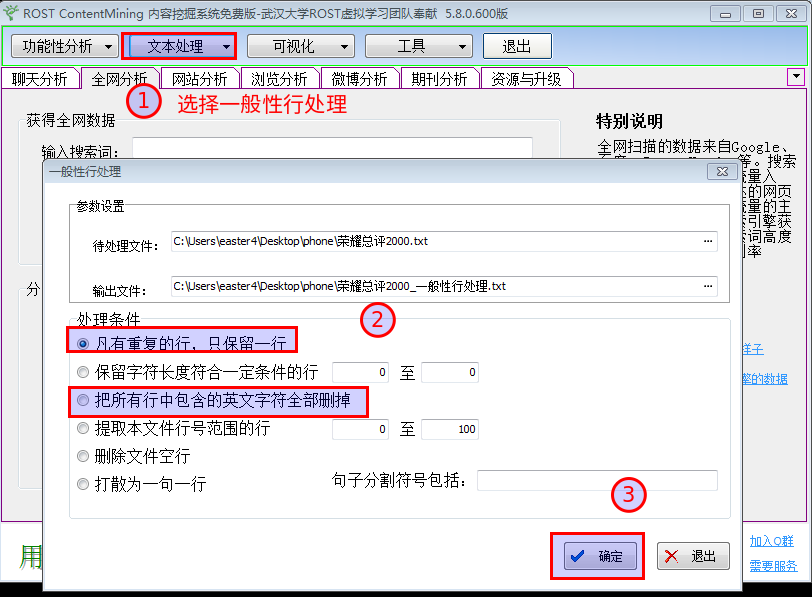 ROST ContentMining 内容挖掘系统免费版-武汉大学ROST虚拟学习团队奉献 5.8.0.600版
功能性分析 文本处理 可视化 工具 退出
聊天分析 全网分析 网站分析 浏览分析 微博分析 期刊分析 资源与升级
1 选择一般性行处理
获得全网数据
输入搜索词:
特别说明
全网扫描的数据来自Google、
等。搜索
量入
的网页
量的主
引擎获
索词高度
率
一般性行处理
参数设置
待处理文件: C:\Users\easter4\Desktop\phone\荣耀总评2000.txt ...
输出文件: C:\Users\easter4\Desktop\phone\荣耀总评2000_一般性行处理.txt ...
分
2
处理条件
凡有重复的行，只保留一行
保留字符长度符合一定条件的行 0 至 0
把所有行中包含的英文字符全部删掉
提取本文件行号范围的行 0 至 100
删除文件空行
打散为一句一行 句子分割符号包括:
3
样子
擎的数据
确定 退出
用
加入Q群
需要服务